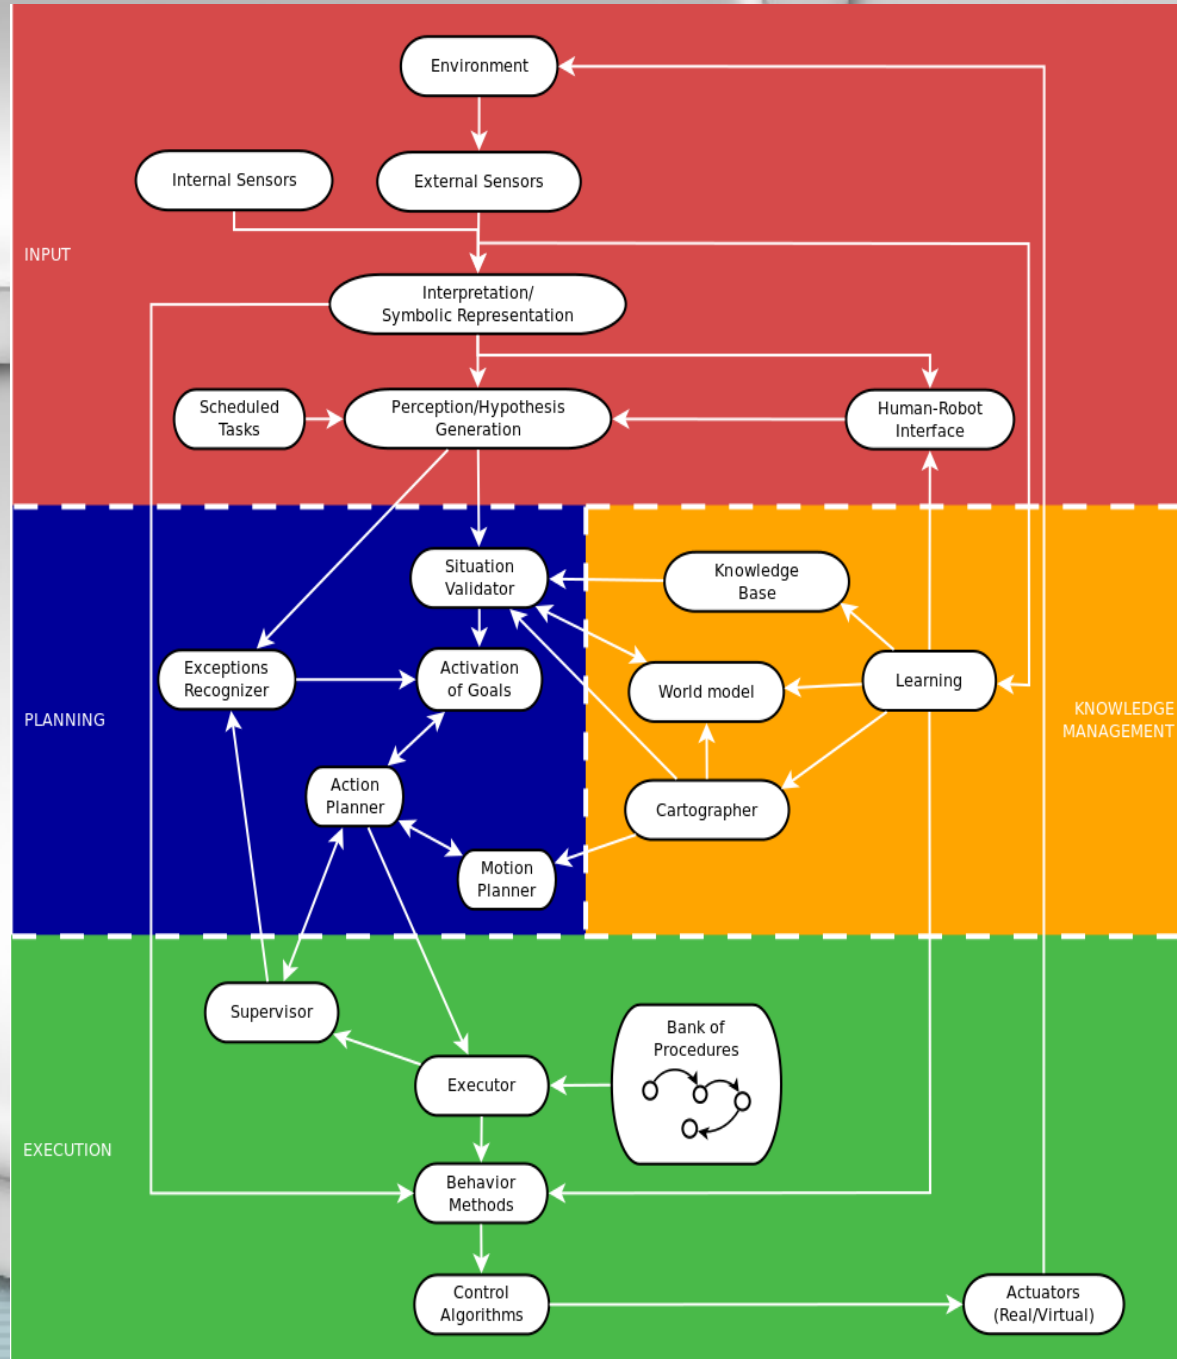 Environment
Internal Sensors
External Sensors
INPUT
Interpretation/
Symbolic Representation
Scheduled
Tasks
Perception/Hypothesis
Generation
Human-Robot
Interface
Situation
Validator
Knowledge
Base
Exceptions
Recognizer
Activation
of Goals
World model
Learning
PLANNING
KNOWLEDGE
MANAGEMENT
Action
Planner
Cartographer
Motion
Planner
Supervisor
Bank of
Procedures
Executor
EXECUTION
Behavior
Methods
Control
Algorithms
Actuators
(Real/Virtual)